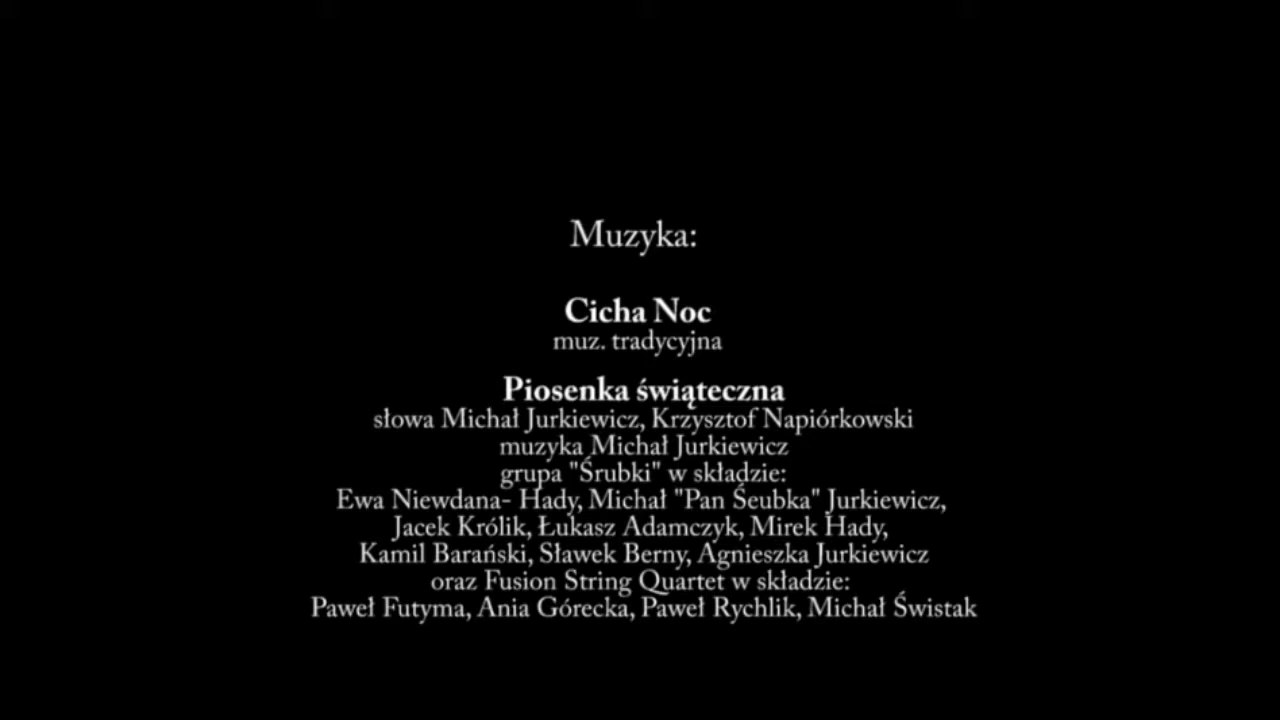 Muzyka:
Cicha Noc
muz. tradycyjna
Piosenka świąteczna
słowa Michał Jurkiewicz, Krzysztof Napiórkowski
muzyka Michał Jurkiewicz
grupa "Śrubki" w składzie:
Ewa Niewdana- Hady, Michał "Pan Śeubka" Jurkiewicz,
Jacek Królik, Łukasz Adamczyk, Mirek Hady,
Kamil Barański, Sławek Berny, Agnieszka Jurkiewicz
oraz Fusion String Quartet w składzie:
Paweł Futyma, Ania Górecka, Paweł Rychlik, Michał Świstak